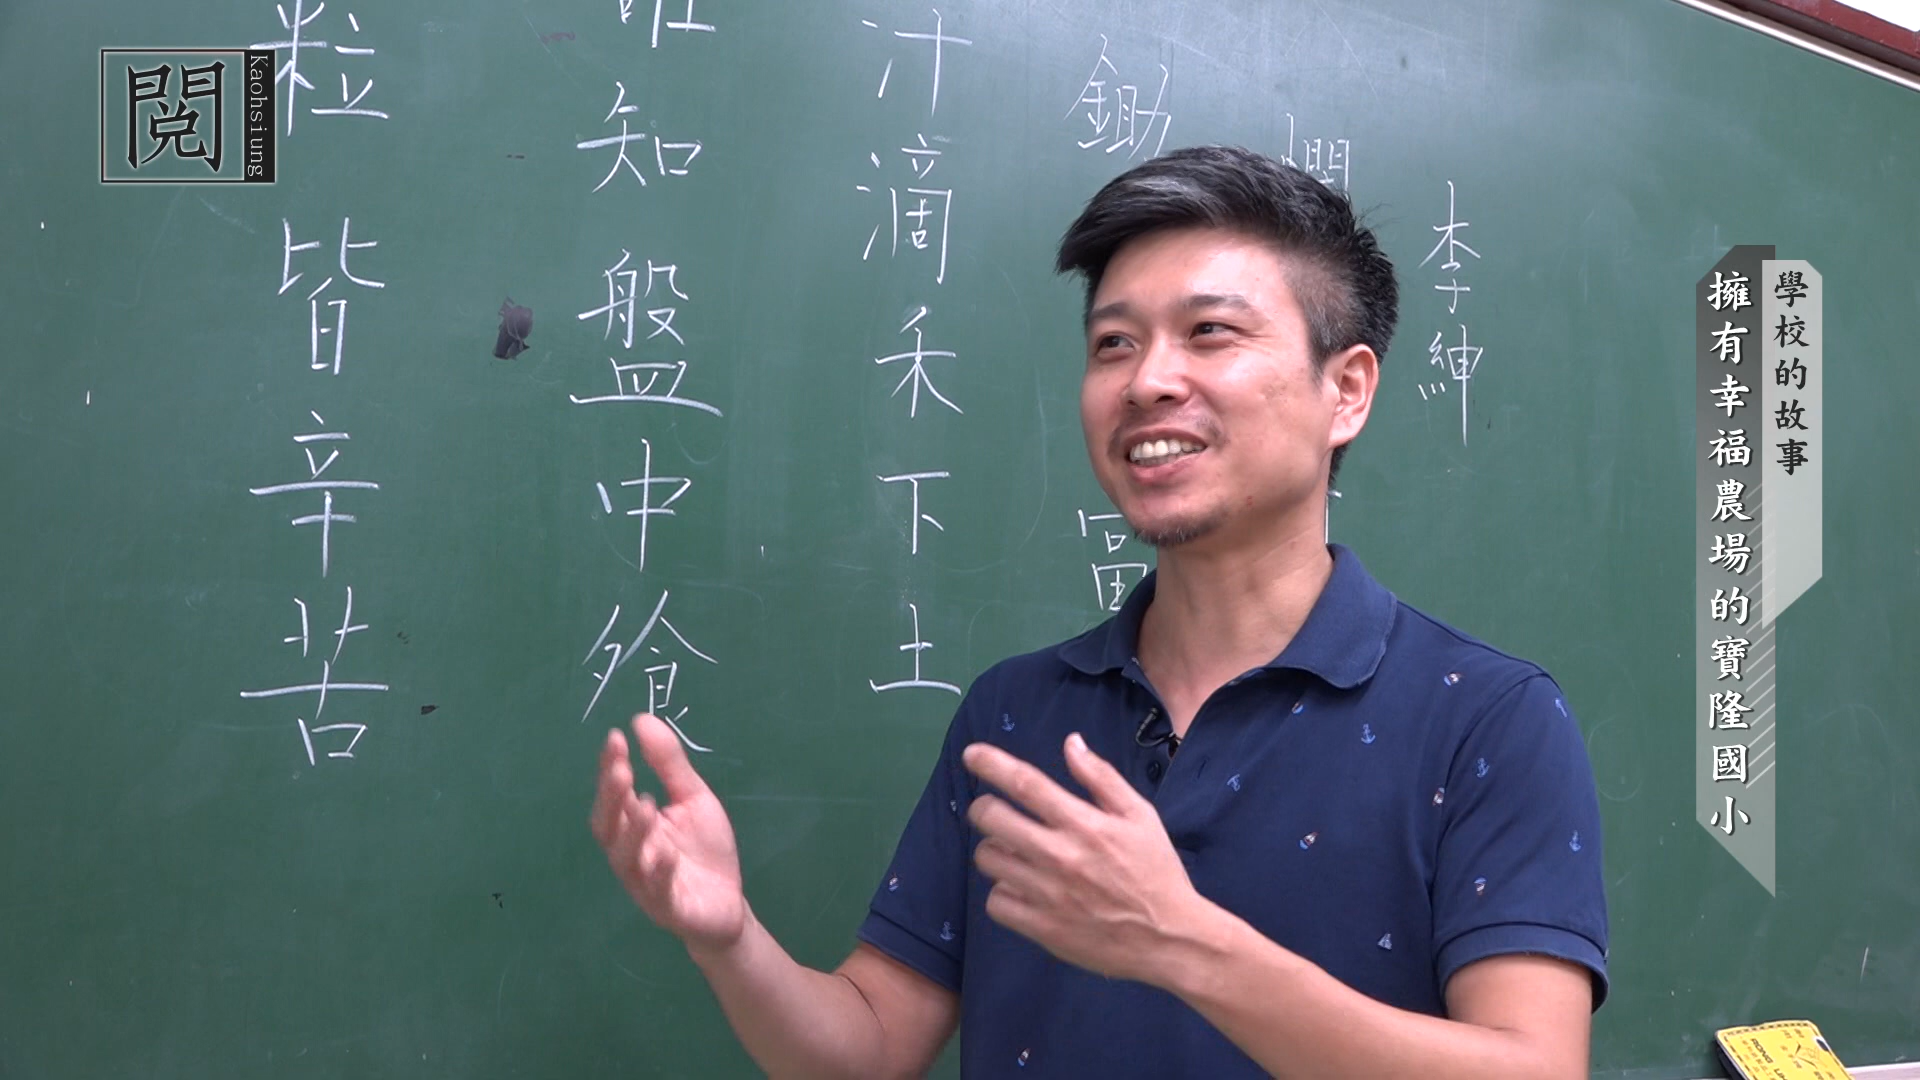 閱
Kaohsiung
學校的故事
擁有幸福農場的寶隆國小
李紳
憫
鋤
汗滴禾下土
知盤中飧
粒皆辛苦